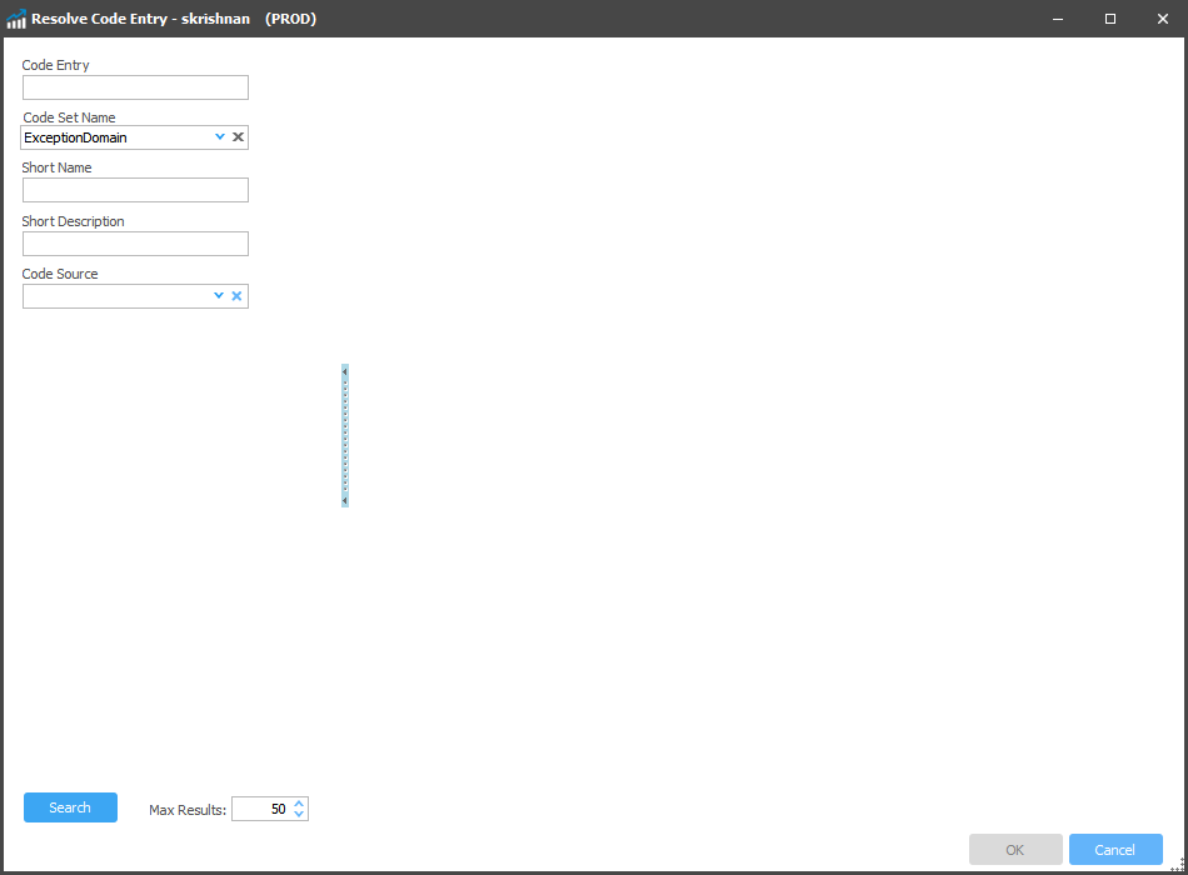 Resolve Code Entry - skrishnan (PROD)
Code Entry
Code Set Name
ExceptionDomain
Short Name
Short Description
Code Source
Search
Max Results: 50
OK
Cancel